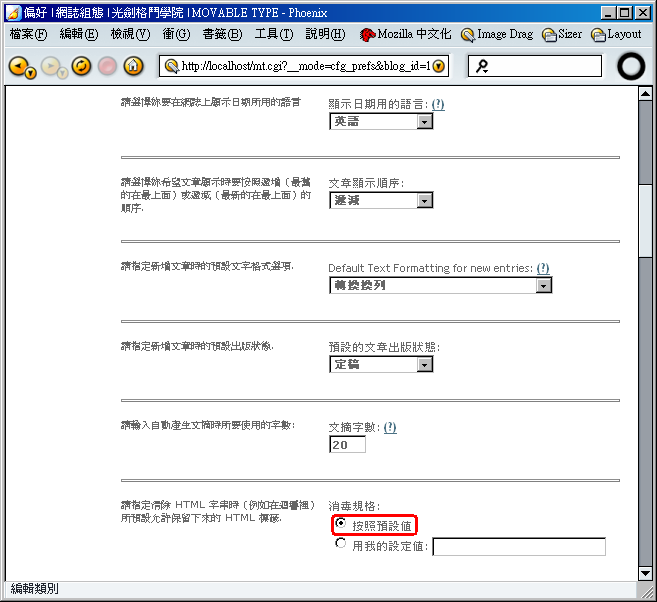 偏好 | 網誌組態 | 光劍格鬥學院 | MOVABLE TYPE - Phoenix
檔案(F) 編輯(E) 檢視(V) 衝(G) 書籤(B) 工具(T) 說明(H) Mozilla 中文化 Image Drag Sizer Layout
http://localhost/mt.cgi?__mode=cfg_prefs&blog_id=1
請選擇妳要在網誌上顯示日期所用的語言
顯示日期用的語言: (?)
英語
請選擇妳希望文章顯示時要按照遞增（最舊
的在最上面）或遞減（最新的在最上面）的
順序.
文章顯示順序:
遞減
請指定新增文章時的預設文字格式選項.
Default Text Formatting for new entries: (?)
轉換換列
請指定新增文章時的預設出版狀態.
預設的文章出版狀態:
定稿
請輸入自動產生文摘時所要使用的字數:
文摘字數: (?)
20
請指定清除 HTML 字串時（例如在迴響裡）
所預設允許保留下來的 HTML 標籤.
消毒規格:
按照預設值
用我的設定值:
編輯類別